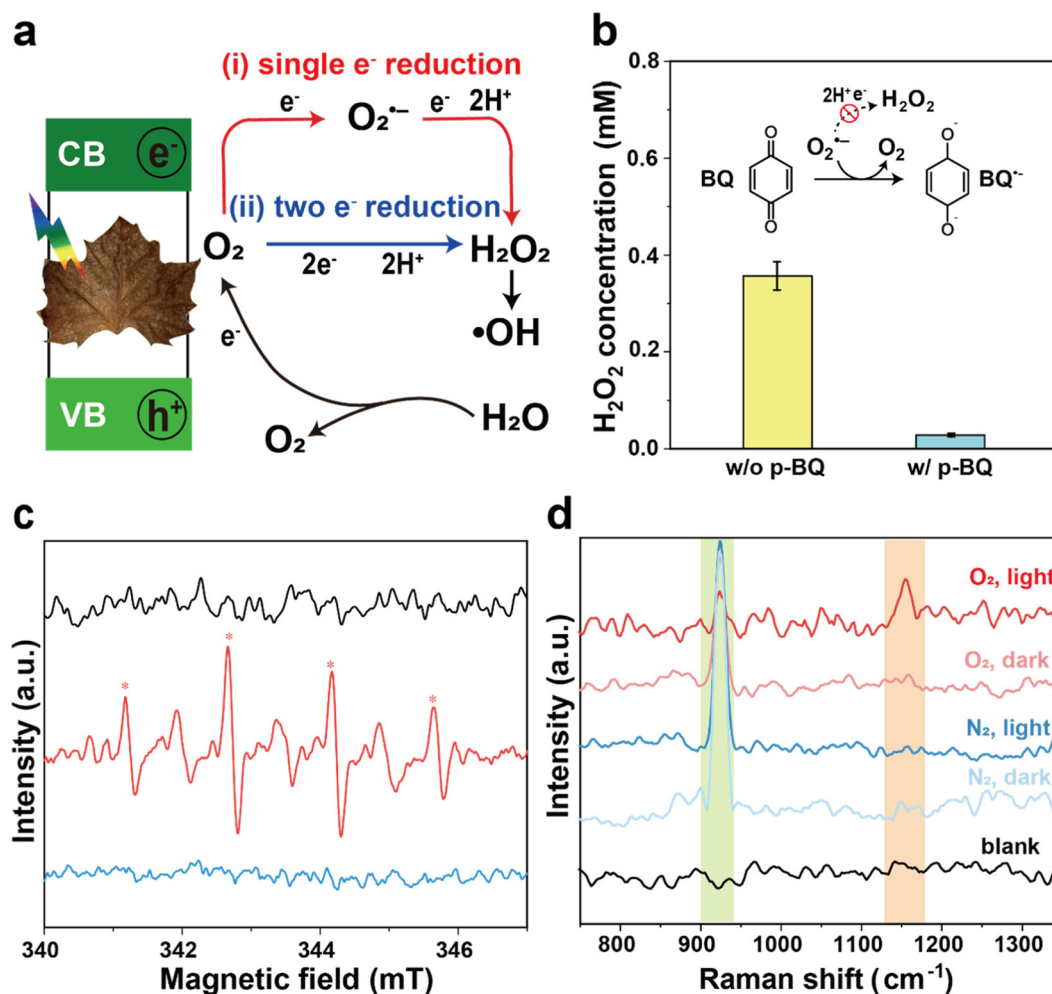 a
(i) single e⁻ reduction
e⁻
O₂•−
e⁻ 2H⁺
CB e⁻
(ii) two e⁻ reduction
O₂
2e⁻ 2H⁺
H₂O₂
•OH
e⁻
VB h⁺
O₂
H₂O
b
H₂O₂ concentration (mM)
0.8
0.6
0.4
0.2
0.0
2H⁺ e⁻
H₂O₂
O₂•−
O₂
BQ
O
O
BQ•−
O⁻
O⁻
w/o p-BQ
w/ p-BQ
c
Intensity (a.u.)
*
*
*
*
340
342
344
346
Magnetic field (mT)
d
Intensity (a.u.)
O₂, light
O₂, dark
N₂, light
N₂, dark
blank
800
900
1000
1100
1200
1300
Raman shift (cm⁻¹)